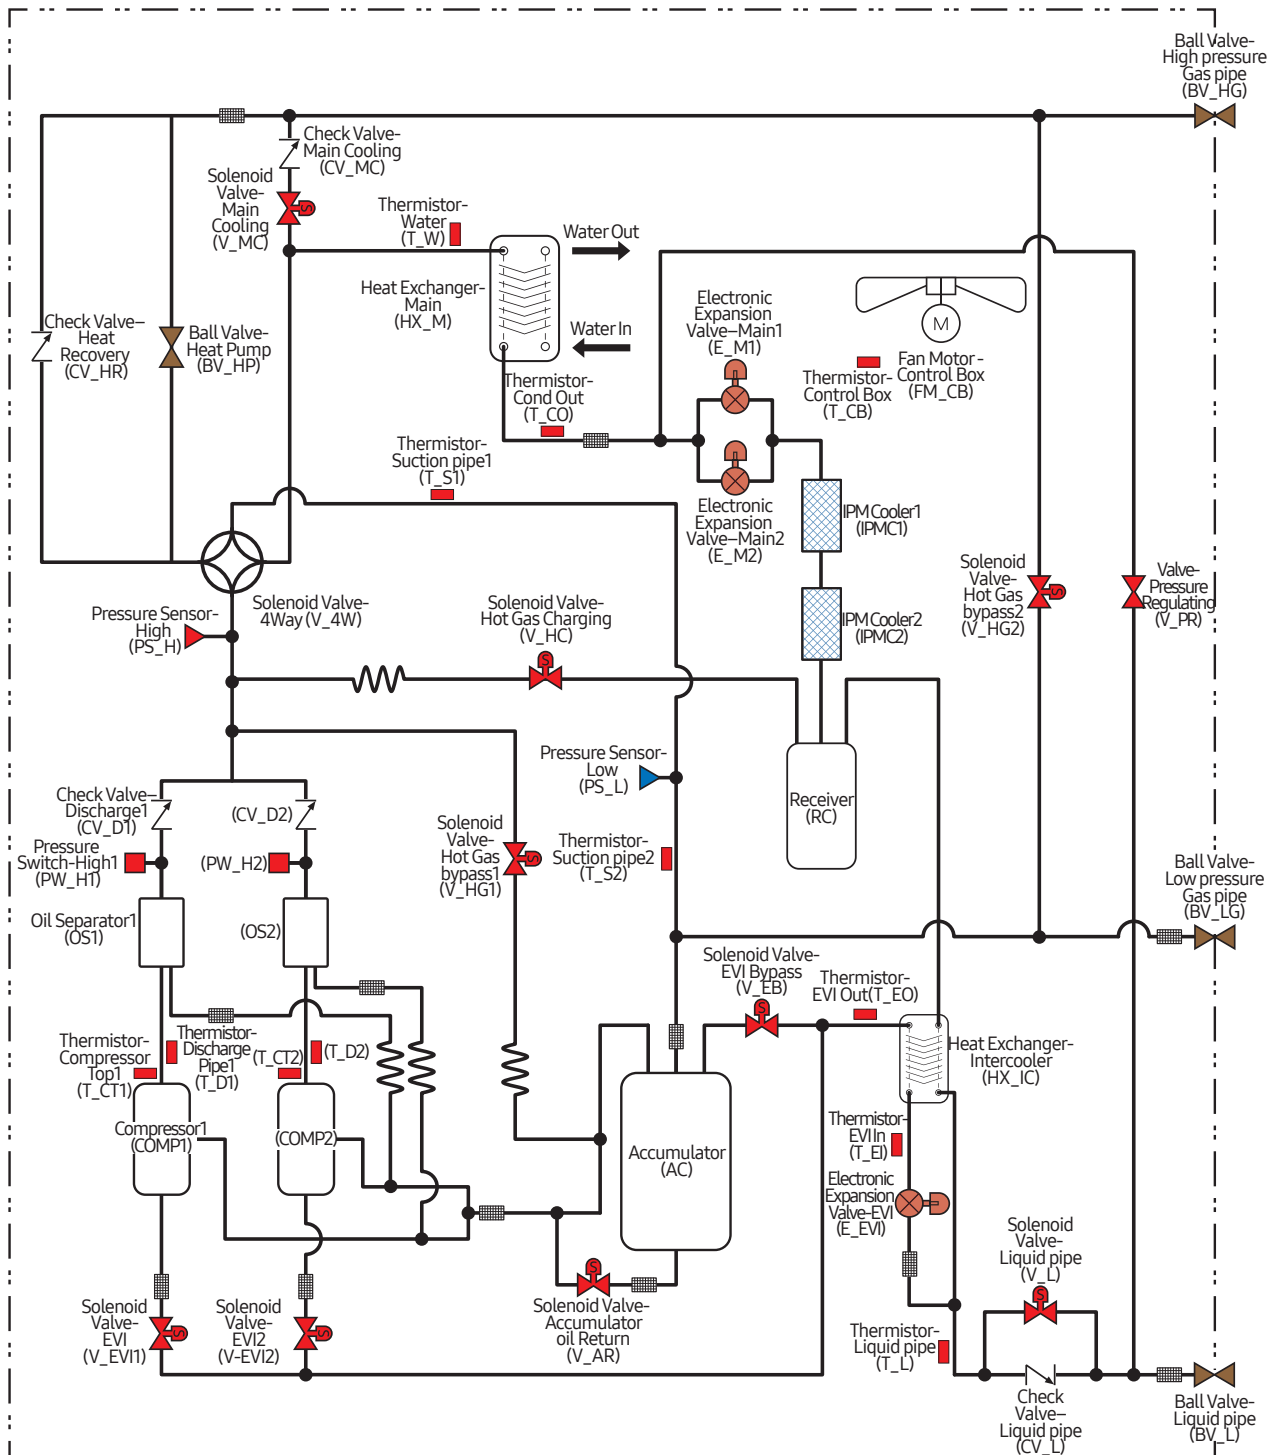 Ball Valve-
High pressure
Gas pipe
(BV_HG)
Check Valve-
Main Cooling
(CV_MC)
Solenoid
Valve-
Main
Cooling
(V_MC)
Thermistor-
Water
(T_W)
Water Out
Heat Exchanger-
Main
(HX_M)
Water In
Electronic
Expansion
Valve–Main1
(E_M1)
M
Fan Motor-
Control Box
(FM_CB)
Thermistor-
Control Box
(T_CB)
Check Valve–
Heat
Recovery
(CV_HR)
Ball Valve-
Heat Pump
(BV_HP)
Thermistor-
Cond Out
(T_CO)
Thermistor-
Suction pipe1
(T_S1)
Electronic
Expansion
Valve–Main2
(E_M2)
IPM Cooler1
(IPMC1)
Solenoid
Valve-
Hot Gas
bypass2
(V_HG2)
S
Valve-
Pressure
Regulating
(V_PR)
Pressure Sensor-
High
(PS_H)
Solenoid Valve-
4Way (V_4W)
Solenoid Valve-
Hot Gas Charging
(V_HC)
S
IPM Cooler2
(IPMC2)
Pressure Sensor-
Low
(PS_L)
Receiver
(RC)
Check Valve–
Discharge1
(CV_D1)
(CV_D2)
Pressure
Switch-High1
(PW_H1)
(PW_H2)
Solenoid
Valve-
Hot Gas
bypass1
(V_HG1)
S
Thermistor-
Suction pipe2
(T_S2)
Ball Valve-
Low pressure
Gas pipe
(BV_LG)
Oil Separator1
(OS1)
(OS2)
Solenoid Valve-
EVI Bypass
(V_EB)
S
Thermistor-
EVI Out(T_EO)
Thermistor-
Compressor
Top1
(T_CT1)
Thermistor-
Discharge
Pipe1
(T_D1)
(T_CT2)
(T_D2)
Heat Exchanger-
Intercooler
(HX_IC)
Compressor1
(COMP1)
(COMP2)
Accumulator
(AC)
Thermistor-
EVI In
(T_EI)
Electronic
Expansion
Valve-EVI
(E_EVI)
Solenoid
Valve-
Liquid pipe
(V_L)
S
Solenoid
Valve-
EVI
(V_EVI1)
S
Solenoid
Valve-
EVI2
(V-EVI2)
S
S
Solenoid Valve-
Accumulator
oil Return
(V_AR)
Thermistor-
Liquid pipe
(T_L)
Check
Valve–
Liquid pipe
(CV_L)
Ball Valve-
Liquid pipe
(BV_L)
S